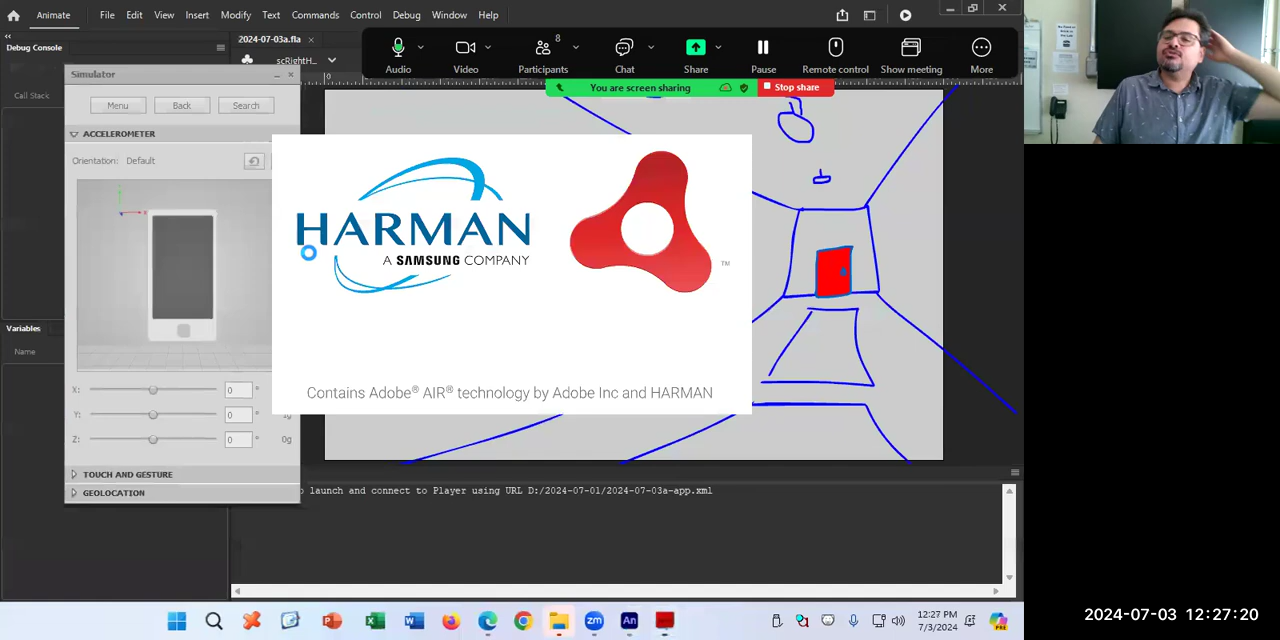 Animate
File Edit View Insert Modify Text Commands Control Debug Window Help
Debug Console
2024-07-03a.fla
Call Stack
Simulator
scRightH...
Menu Back Search
ACCELEROMETER
Orientation: Default
Audio Video Participants 8 Chat Share Pause Remote control Show meeting More
You are screen sharing Stop share
HARMAN
A SAMSUNG COMPANY
TM
Contains Adobe® AIR® technology by Adobe Inc and HARMAN
Variables
Name
X: 0 °
Y: 0 °
Z: 0 ° 0g
TOUCH AND GESTURE
GEOLOCATION
o launch and connect to Player using URL D:/2024-07-01/2024-07-03a-app.xml
12:27 PM
7/3/2024
2024-07-03 12:27:20